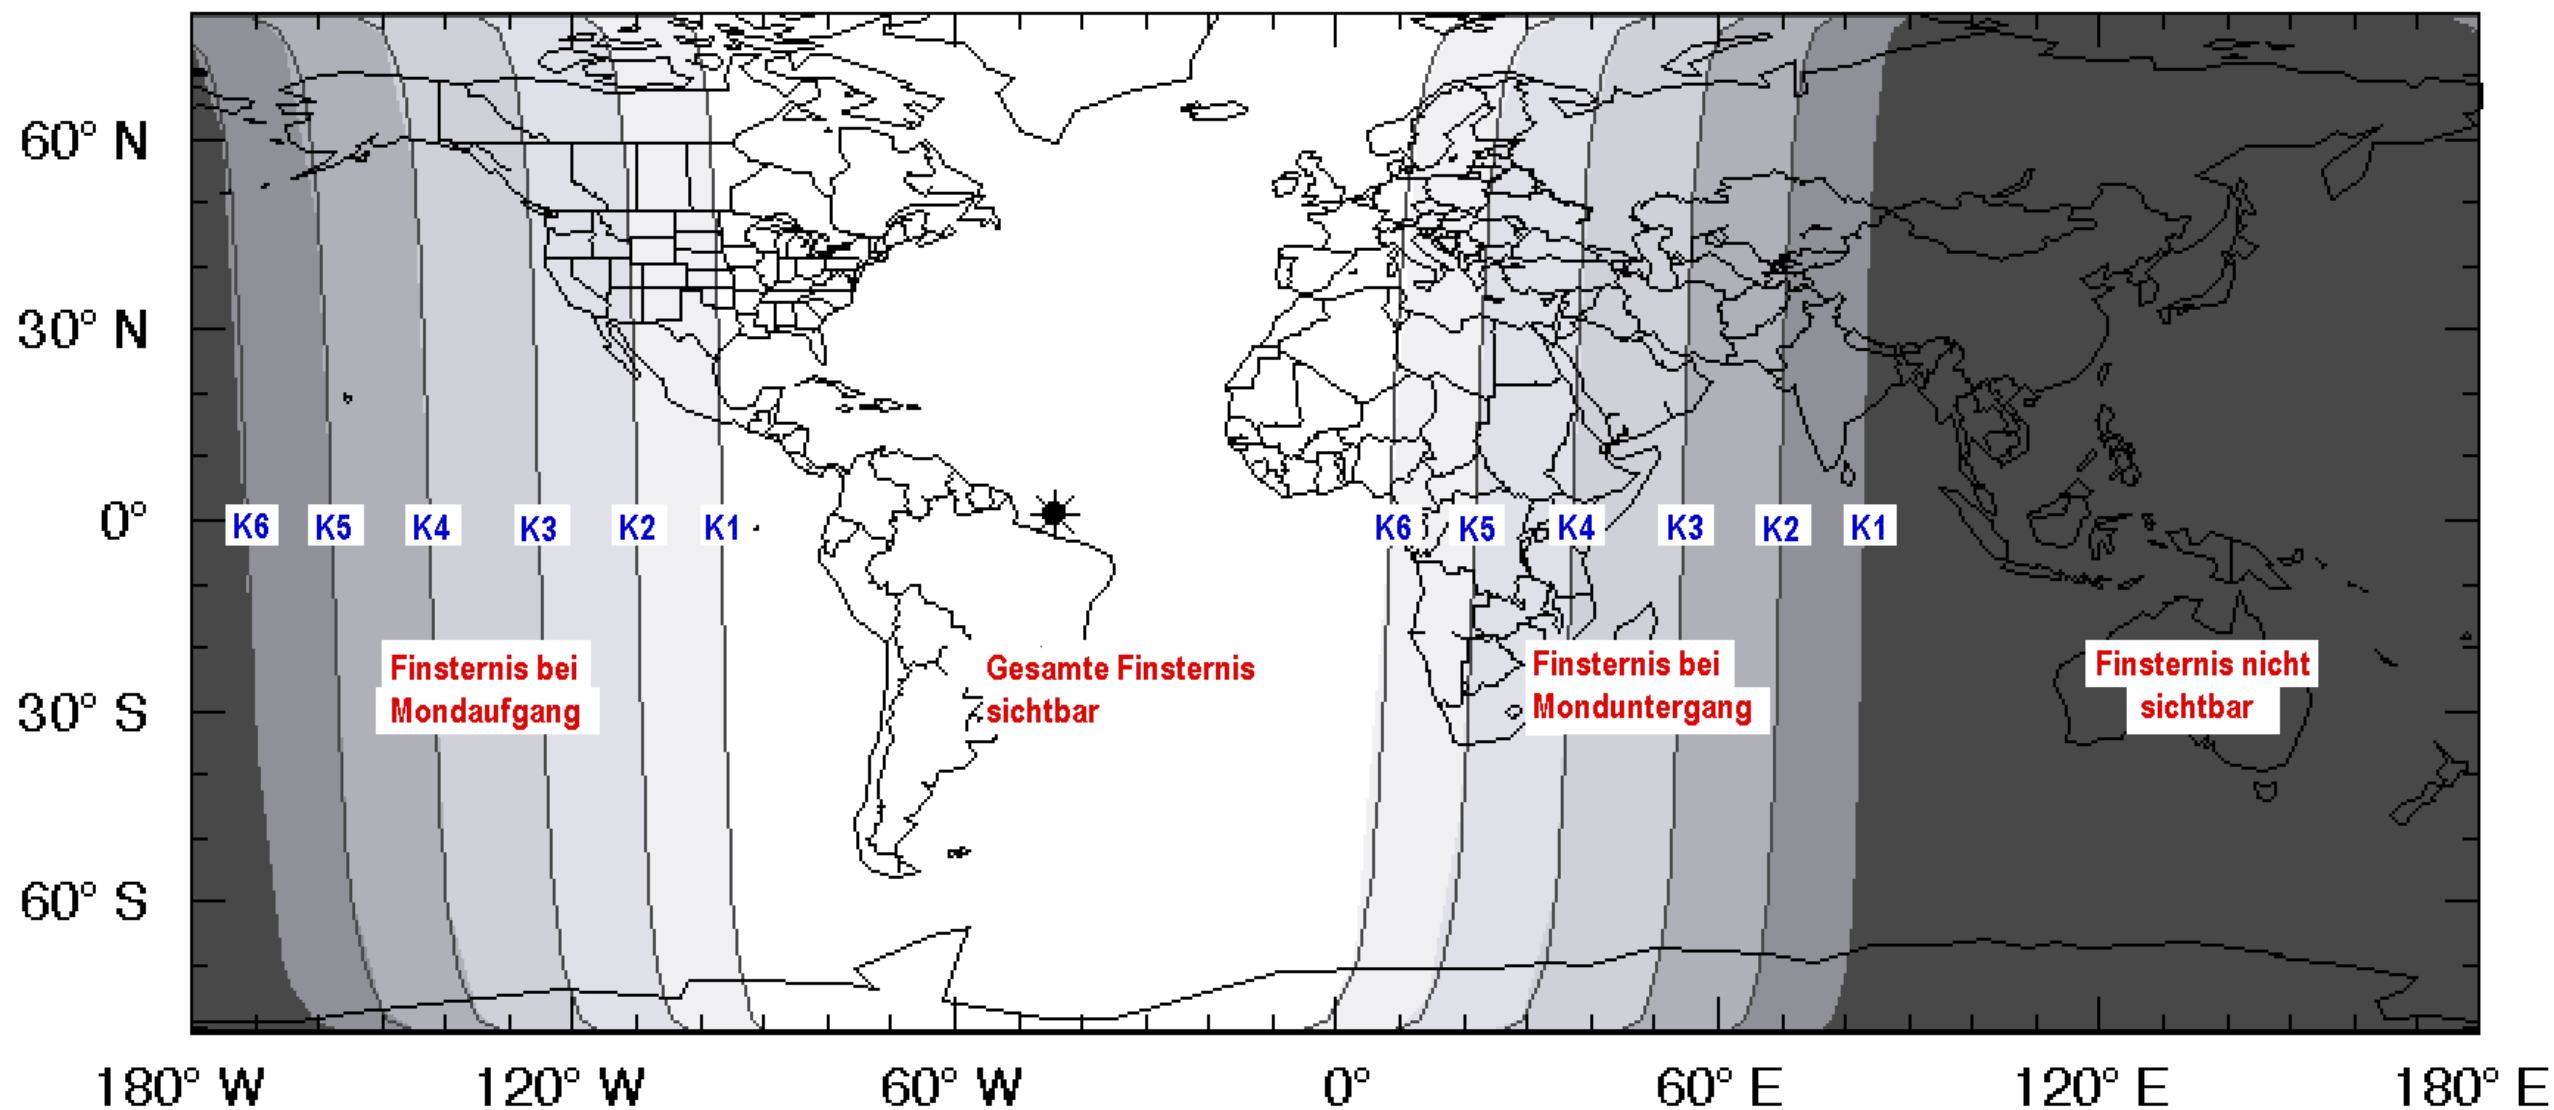 60° N
30° N
0°
30° S
60° S
K6 K5 K4 K3 K2 K1 K6 K5 K4 K3 K2 K1
Finsternis bei
Mondaufgang
Gesamte Finsternis
sichtbar
Finsternis bei
Monduntergang
Finsternis nicht
sichtbar
180° W 120° W 60° W 0° 60° E 120° E 180° E